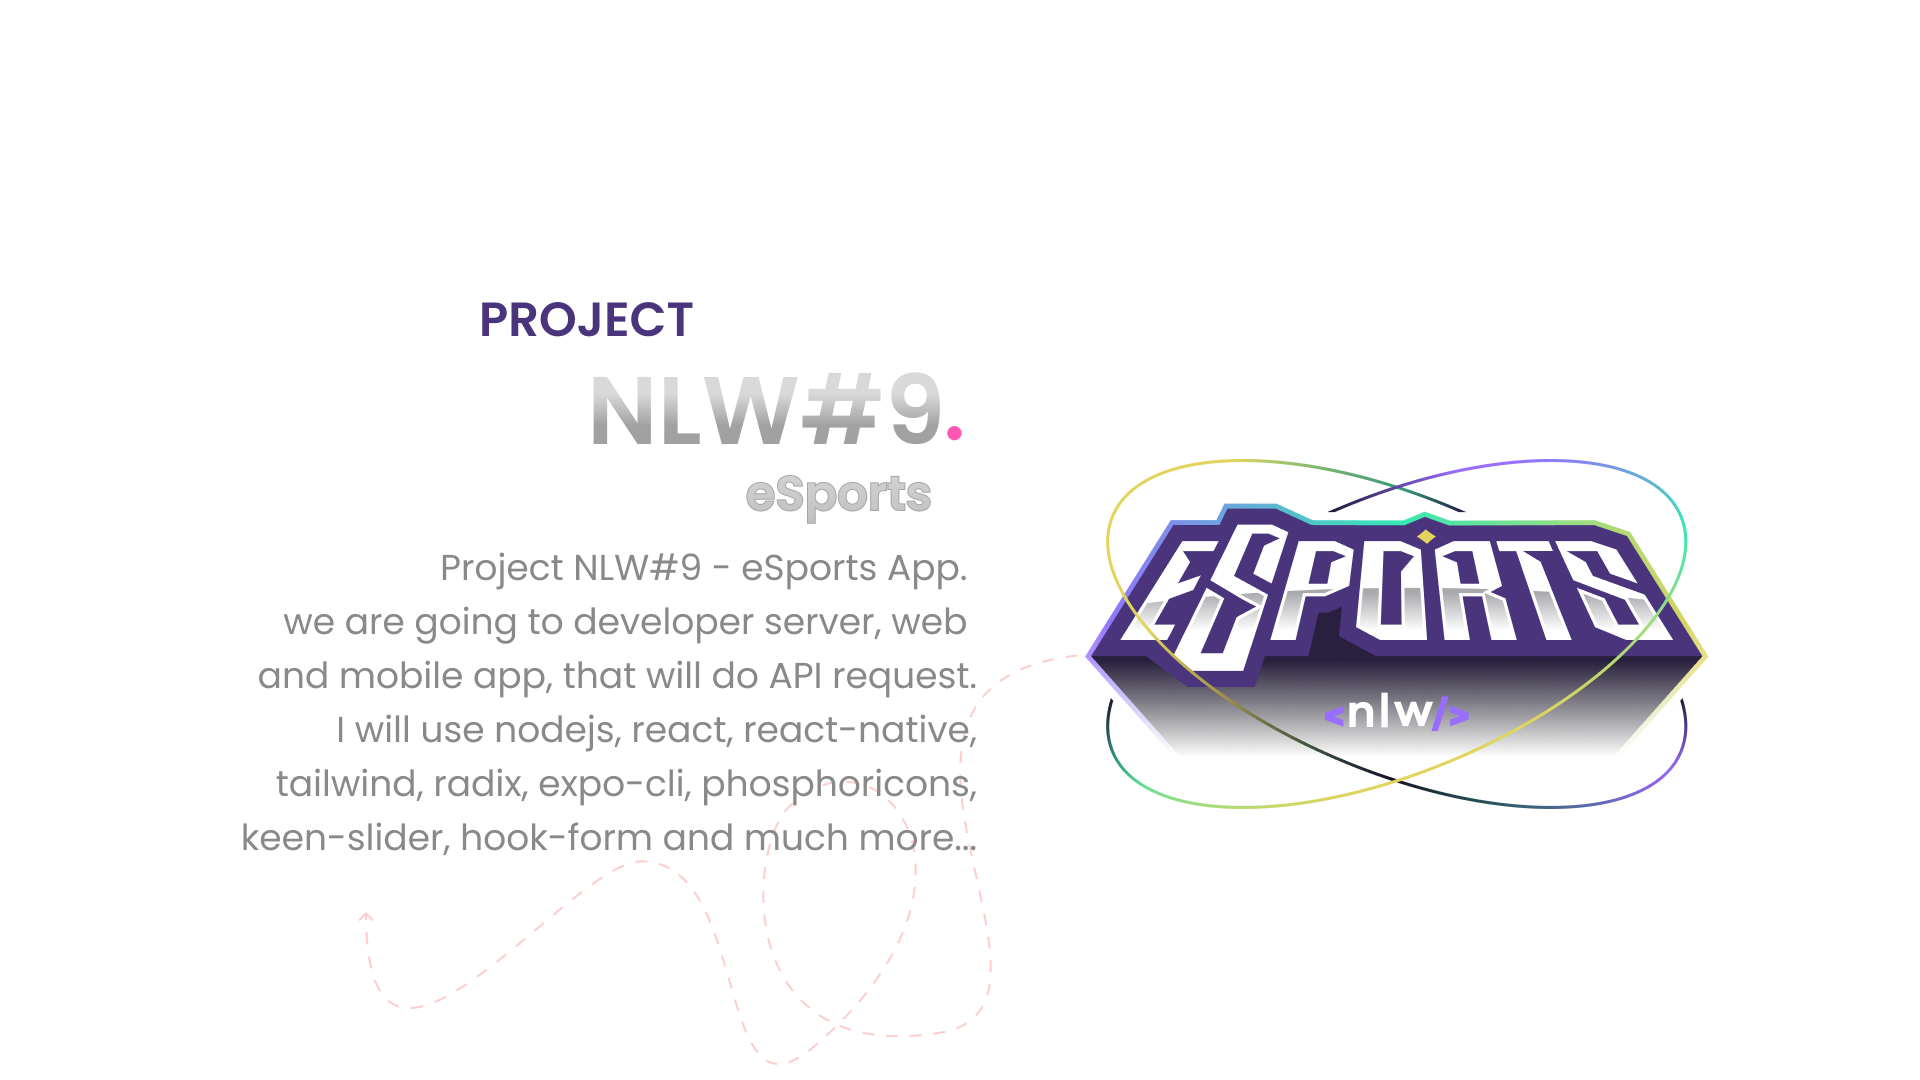 PROJECT
NLW#9.
eSports
Project NLW#9 - eSports App.
we are going to developer server, web
and mobile app, that will do API request.
I will use nodejs, react, react-native,
tailwind, radix, expo-cli, phosphoricons,
keen-slider, hook-form and much more...
ESPORTS
<nlw/>